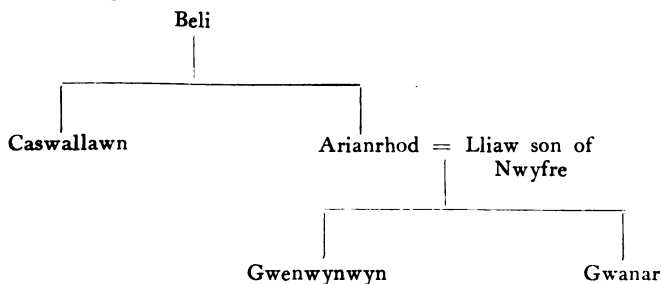 Beli
Caswallawn
Arianrhod = Lliaw son of
Nwyfre
Gwenwynwyn
Gwanar